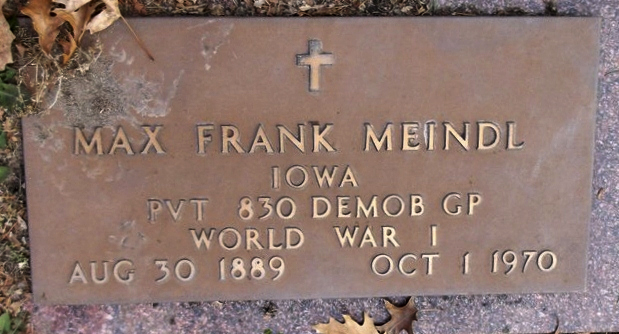 MAX FRANK MEINDL
IOWA
PVT 830 DEMOB GP
WORLD WAR I
AUG 30 1889 OCT 1 1970